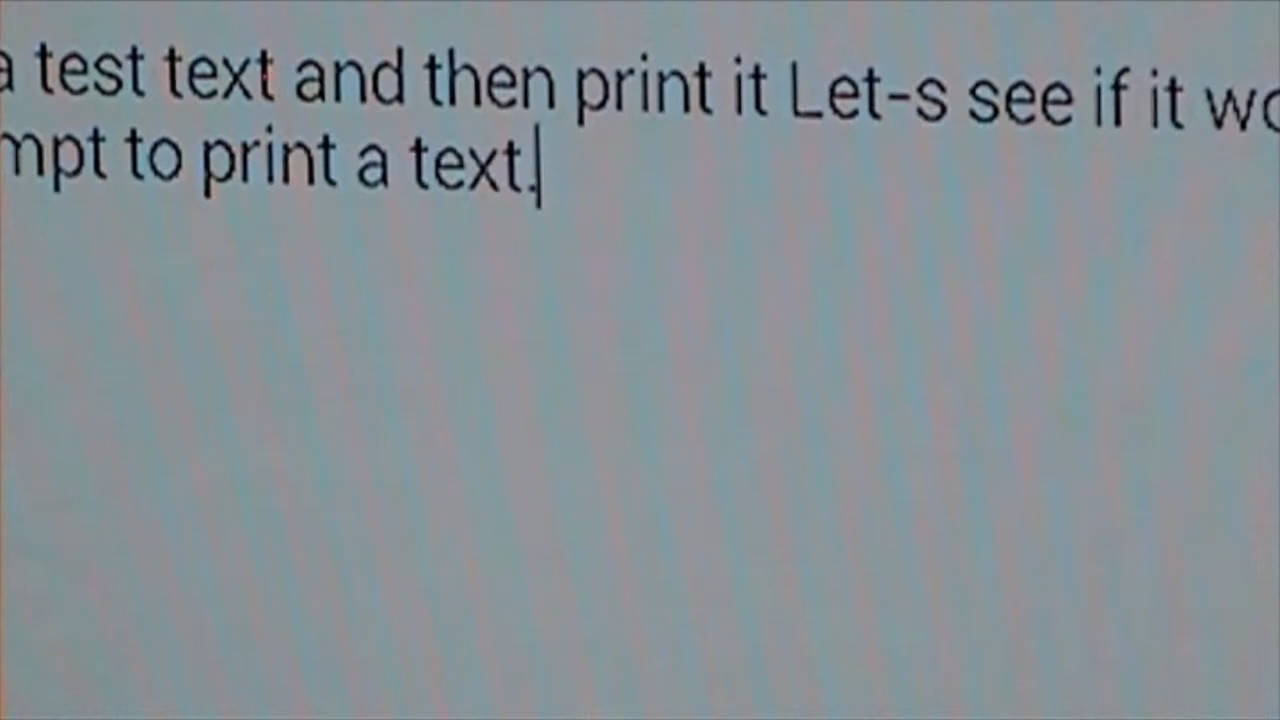 a test text and then print it Let-s see if it wo
mpt to print a text.